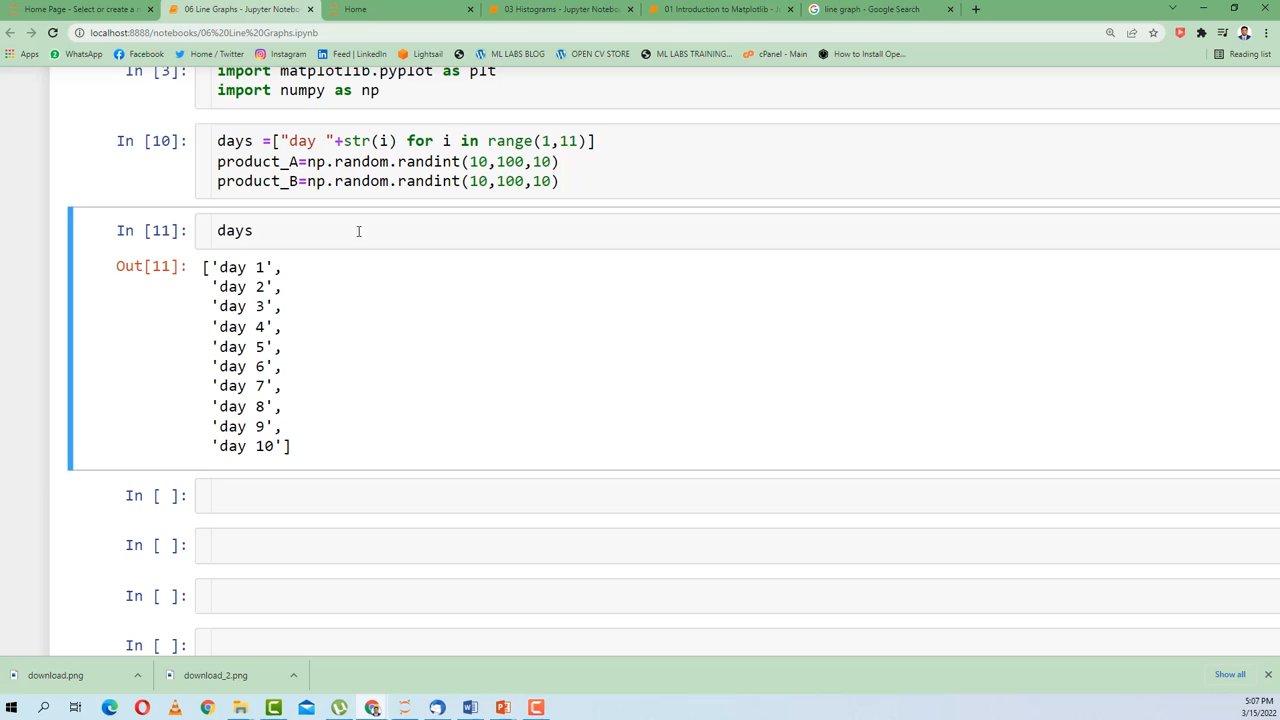 Home Page - Select or create a n
06 Line Graphs - Jupyter Notebo
Home
03 Histograms - Jupyter Notebo
01 Introduction to Matplotlib - Ju
line graph - Google Search
localhost:8888/notebooks/06%20Line%20Graphs.ipynb
Apps
WhatsApp
Facebook
Home / Twitter
Instagram
Feed | LinkedIn
Lightsail
ML LABS BLOG
OPEN CV STORE
ML LABS TRAINING...
cPanel - Main
How to Install Ope...
Reading list
In [3]: import matplotlib.pyplot as plt
import numpy as np
In [10]: days =["day "+str(i) for i in range(1,11)]
product_A=np.random.randint(10,100,10)
product_B=np.random.randint(10,100,10)
In [11]: days
Out[11]: ['day 1',
'day 2',
'day 3',
'day 4',
'day 5',
'day 6',
'day 7',
'day 8',
'day 9',
'day 10']
In [ ]:
In [ ]:
In [ ]:
In [ ]:
download.png
download_2.png
Show all
5:07 PM
3/15/2022